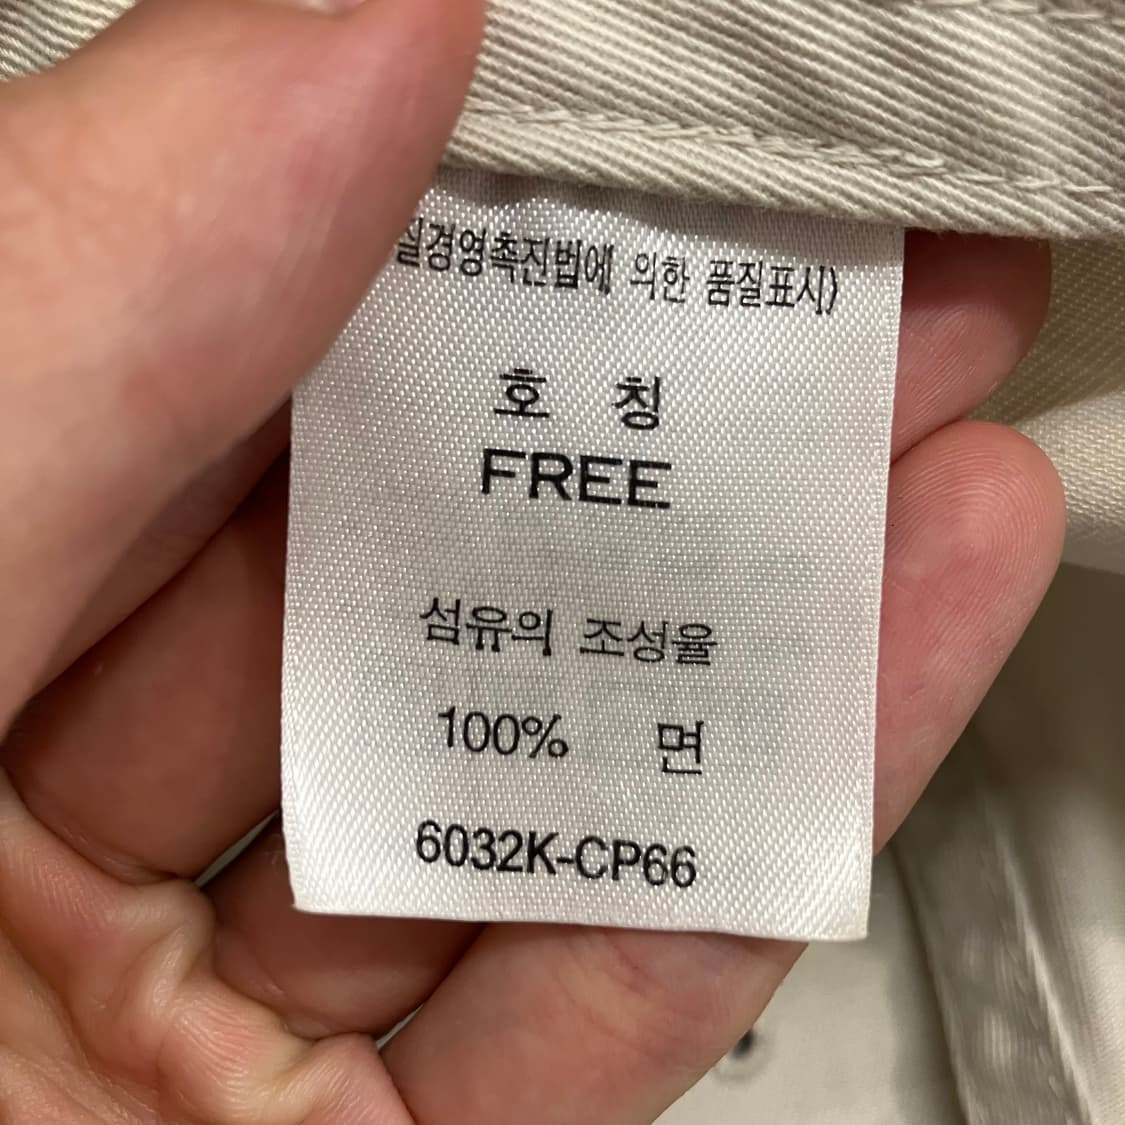 질경영촉진법에 의한 품질표시)
호 칭
FREE
섬유의 조성율
100% 면
6032K-CP66